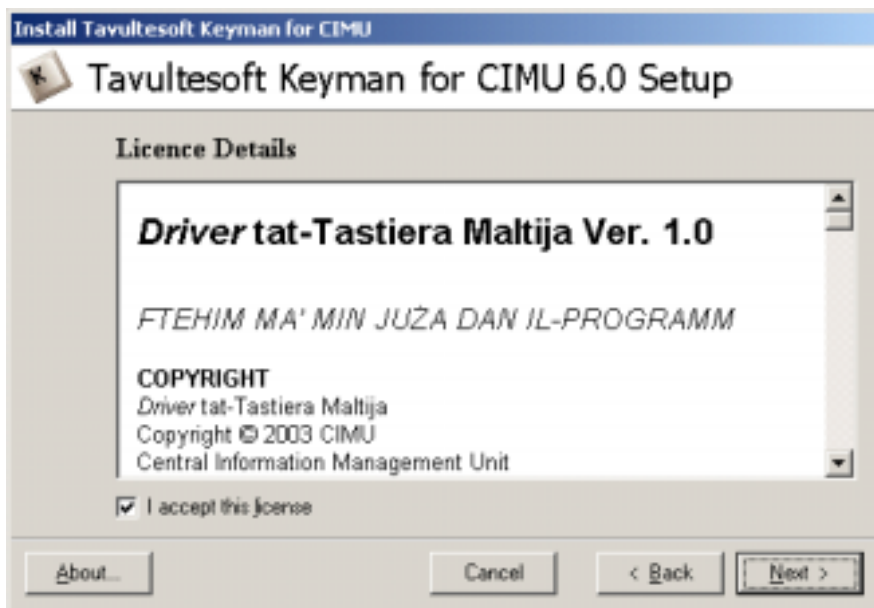 Install Tavultesoft Keyman for CIMU
K
Tavultesoft Keyman for CIMU 6.0 Setup
Licence Details
Driver tat-Tastiera Maltija Ver. 1.0
FTEHIM MA' MIN JUŻA DAN IL-PROGRAMM
COPYRIGHT
Driver tat-Tastiera Maltija
Copyright © 2003 CIMU
Central Information Management Unit
I accept this license
About...
Cancel
< Back
Next >